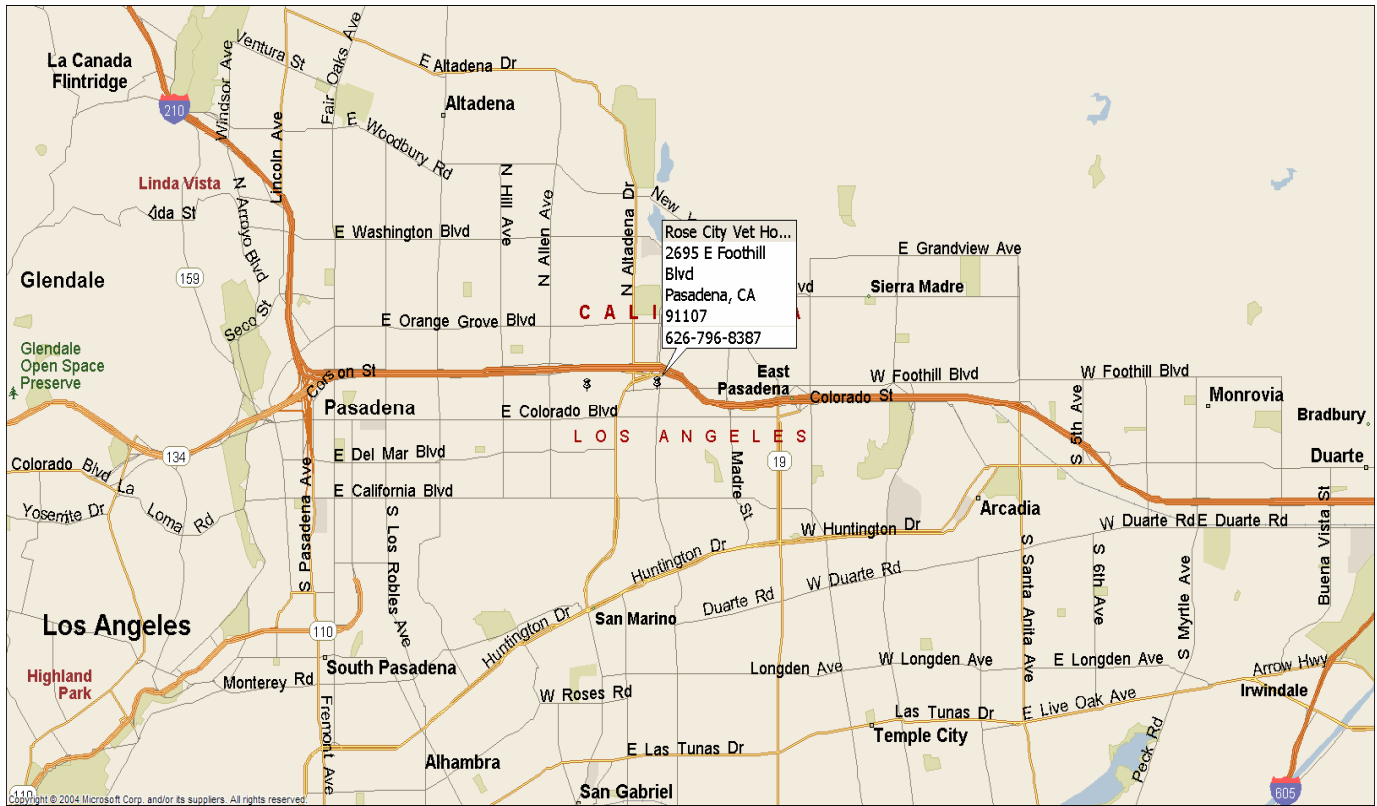 La Canada
Flintridge
210
Windsor Ave
Ventura St
Fair Oaks Ave
E Altadena Dr
Altadena
E Woodbury Rd
Lincoln Ave
Linda Vista
N Arroyo Blvd
N Hill Ave
N Allen Ave
N Altadena Dr
New
E Washington Blvd
Rose City Vet Ho...
2695 E Foothill
Blvd
Pasadena, CA
91107
626-796-8387
E Grandview Ave
Sierra Madre
159
Glendale
Seco St
E Orange Grove Blvd
Glendale
Open Space
Preserve
Corson St
Pasadena
East
Pasadena
W Foothill Blvd
W Foothill Blvd
Colorado St
Monrovia
Bradbury
E Colorado Blvd
LOS ANGELES
S 5th Ave
134
Duarte
Colorado Blvd
E Del Mar Blvd
19
Madre St
E California Blvd
La Loma Rd
Yosemite Dr
S Pasadena Ave
S Los Robles Ave
Arcadia
W Huntington Dr
W Duarte Rd
E Duarte Rd
Buena Vista St
Huntington Dr
W Duarte Rd
Duarte Rd
S Santa Anita Ave
S 6th Ave
S Myrtle Ave
Los Angeles
110
San Marino
Huntington Dr
South Pasadena
Longden Ave
W Longden Ave
E Longden Ave
Arrow Hwy
Highland
Park
Monterey Rd
W Roses Rd
Irwindale
Fremont Ave
Las Tunas Dr
E Live Oak Ave
Temple City
Peck Rd
E Las Tunas Dr
Alhambra
San Gabriel
110
605
Copyright © 2004 Microsoft Corp. and/or its suppliers. All rights reserved.